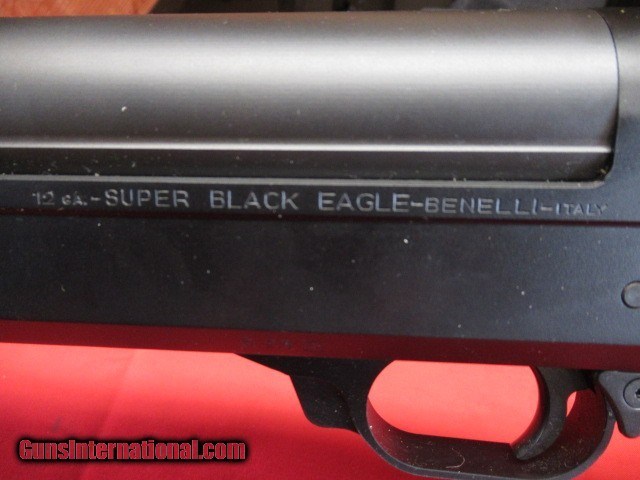 12 GA.-SUPER BLACK EAGLE-BENELLI-ITALY
GunsInternational.com